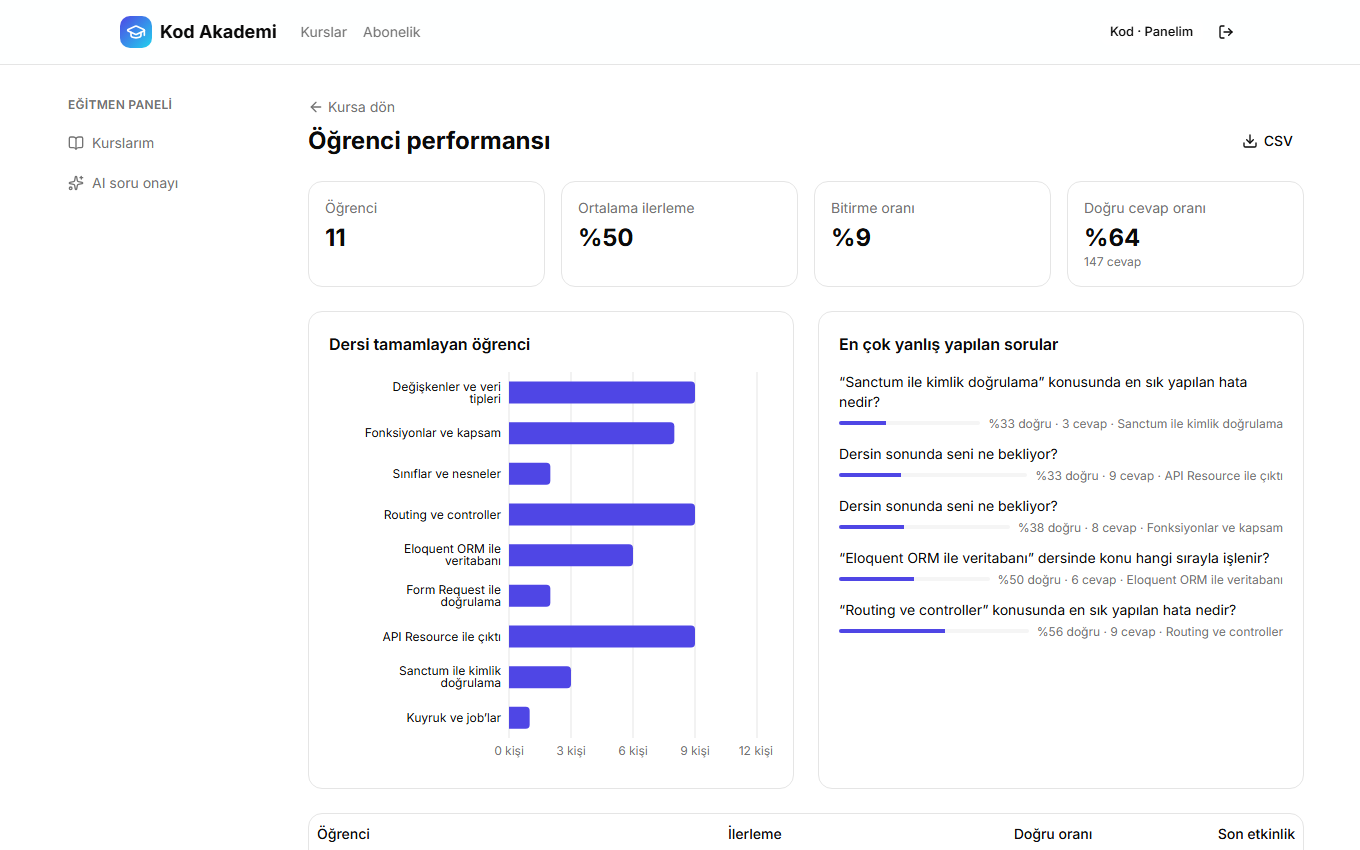 Kod Akademi
Kurslar
Abonelik
Kod · Panelim
EĞİTMEN PANELİ
Kurslarım
AI soru onayı
Kursa dön
Öğrenci performansı
CSV
Öğrenci
11
Ortalama ilerleme
%50
Bitirme oranı
%9
Doğru cevap oranı
%64
147 cevap
Dersi tamamlayan öğrenci
Değişkenler ve veri
tipleri
Fonksiyonlar ve kapsam
Sınıflar ve nesneler
Routing ve controller
Eloquent ORM ile
veritabanı
Form Request ile
doğrulama
API Resource ile çıktı
Sanctum ile kimlik
doğrulama
Kuyruk ve job’lar
0 kişi
3 kişi
6 kişi
9 kişi
12 kişi
En çok yanlış yapılan sorular
“Sanctum ile kimlik doğrulama” konusunda en sık yapılan hata
nedir?
%33 doğru · 3 cevap · Sanctum ile kimlik doğrulama
Dersin sonunda seni ne bekliyor?
%33 doğru · 9 cevap · API Resource ile çıktı
Dersin sonunda seni ne bekliyor?
%38 doğru · 8 cevap · Fonksiyonlar ve kapsam
“Eloquent ORM ile veritabanı” dersinde konu hangi sırayla işlenir?
%50 doğru · 6 cevap · Eloquent ORM ile veritabanı
“Routing ve controller” konusunda en sık yapılan hata nedir?
%56 doğru · 9 cevap · Routing ve controller
Öğrenci
İlerleme
Doğru oranı
Son etkinlik